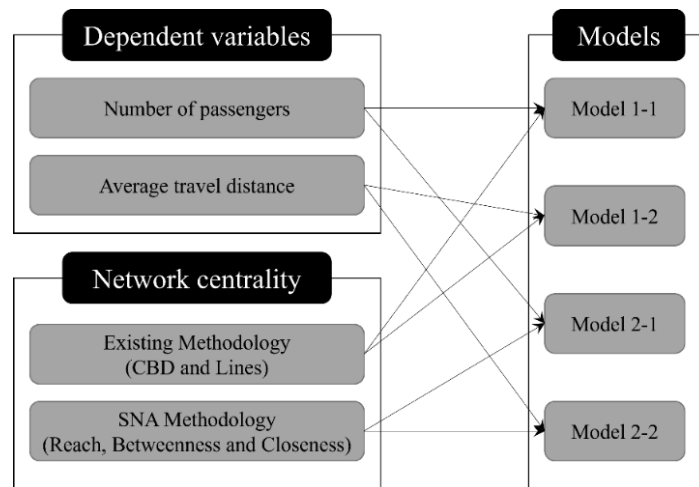 Dependent variables
Number of passengers
Average travel distance
Network centrality
Existing Methodology
(CBD and Lines)
SNA Methodology
(Reach, Betweenness and Closeness)
Models
Model 1-1
Model 1-2
Model 2-1
Model 2-2